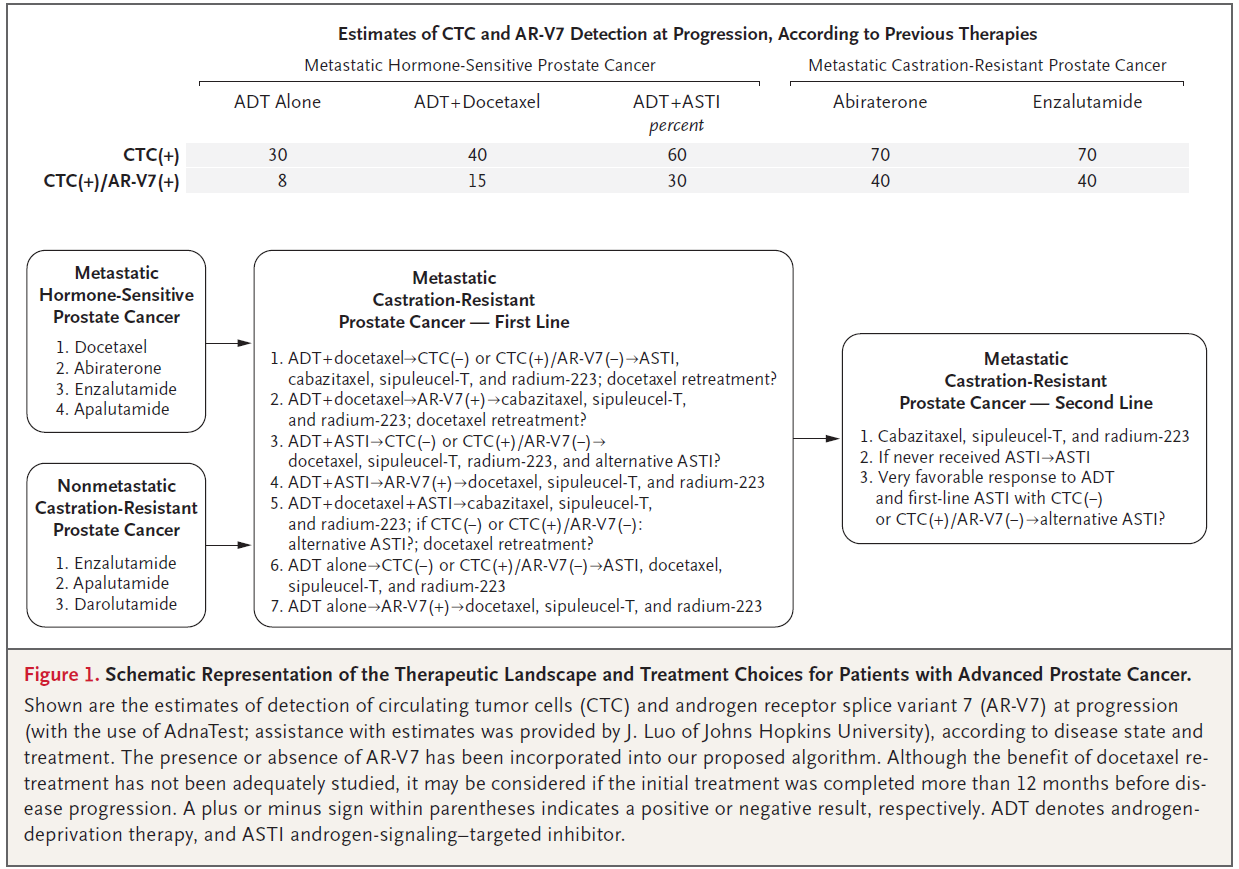 Estimates of CTC and AR-V7 Detection at Progression, According to Previous Therapies
Metastatic Hormone-Sensitive Prostate Cancer Metastatic Castration-Resistant Prostate Cancer
ADT Alone ADT+Docetaxel ADT+ASTI Abiraterone Enzalutamide
percent
CTC(+) 30 40 60 70 70
CTC(+)/AR-V7(+) 8 15 30 40 40
Metastatic
Hormone-Sensitive
Prostate Cancer
1. Docetaxel
2. Abiraterone
3. Enzalutamide
4. Apalutamide
Nonmetastatic
Castration-Resistant
Prostate Cancer
1. Enzalutamide
2. Apalutamide
3. Darolutamide
Metastatic
Castration-Resistant
Prostate Cancer — First Line
1. ADT+docetaxel→CTC(−) or CTC(+)/AR-V7(−)→ASTI,
cabazitaxel, sipuleucel-T, and radium-223; docetaxel retreatment?
2. ADT+docetaxel→AR-V7(+)→cabazitaxel, sipuleucel-T,
and radium-223; docetaxel retreatment?
3. ADT+ASTI→CTC(−) or CTC(+)/AR-V7(−)→
docetaxel, sipuleucel-T, radium-223, and alternative ASTI?
4. ADT+ASTI→AR-V7(+)→docetaxel, sipuleucel-T, and radium-223
5. ADT+docetaxel+ASTI→cabazitaxel, sipuleucel-T,
and radium-223; if CTC(−) or CTC(+)/AR-V7(−):
alternative ASTI?; docetaxel retreatment?
6. ADT alone→CTC(−) or CTC(+)/AR-V7(−)→ASTI, docetaxel,
sipuleucel-T, and radium-223
7. ADT alone→AR-V7(+)→docetaxel, sipuleucel-T, and radium-223
Metastatic
Castration-Resistant
Prostate Cancer — Second Line
1. Cabazitaxel, sipuleucel-T, and radium-223
2. If never received ASTI→ASTI
3. Very favorable response to ADT
and first-line ASTI with CTC(−)
or CTC(+)/AR-V7(−)→alternative ASTI?
Figure 1. Schematic Representation of the Therapeutic Landscape and Treatment Choices for Patients with Advanced Prostate Cancer.
Shown are the estimates of detection of circulating tumor cells (CTC) and androgen receptor splice variant 7 (AR-V7) at progression
(with the use of AdnaTest; assistance with estimates was provided by J. Luo of Johns Hopkins University), according to disease state and
treatment. The presence or absence of AR-V7 has been incorporated into our proposed algorithm. Although the benefit of docetaxel re-
treatment has not been adequately studied, it may be considered if the initial treatment was completed more than 12 months before dis-
ease progression. A plus or minus sign within parentheses indicates a positive or negative result, respectively. ADT denotes androgen-
deprivation therapy, and ASTI androgen-signaling–targeted inhibitor.